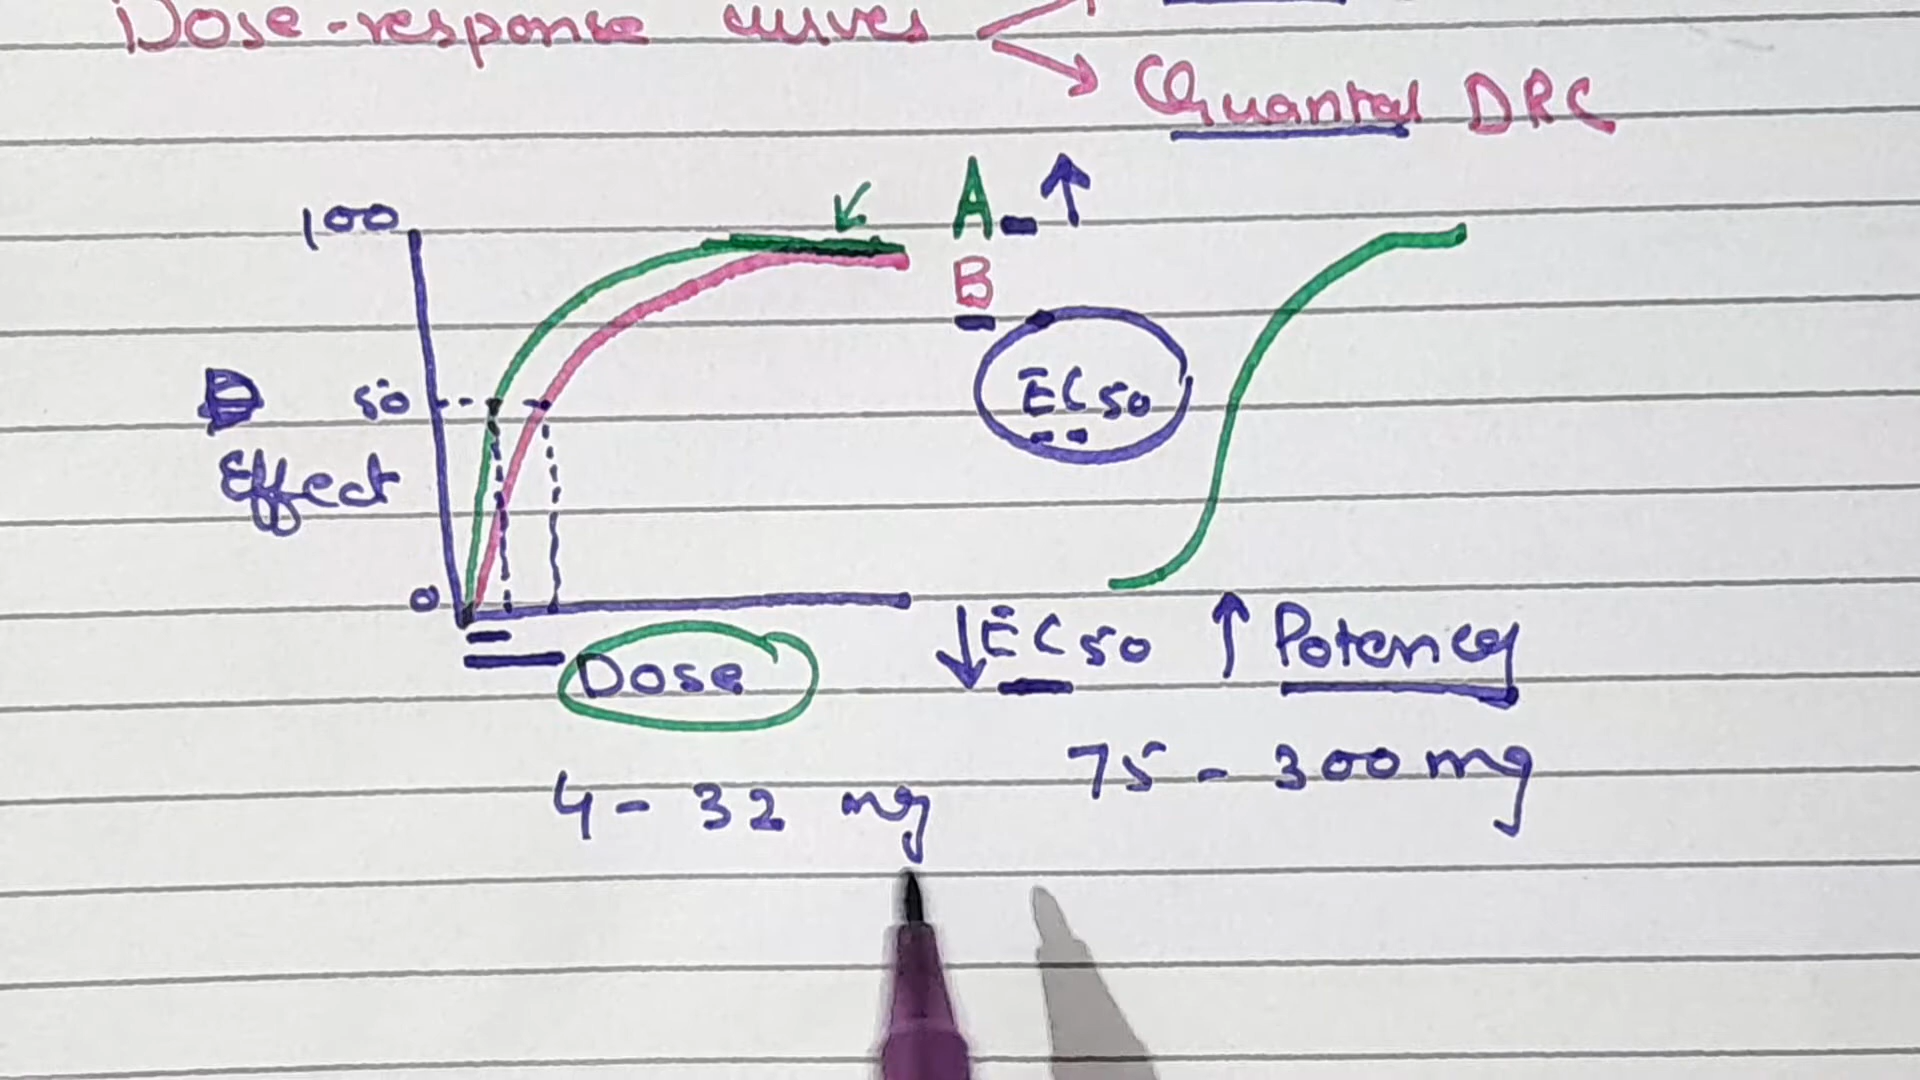 Dose-response curves
Quantal DRC
100
A - ↑
B
50
EC50
Effect
0
Dose
↓ EC50 ↑ Potency
75 - 300 mg
4 - 32 mg